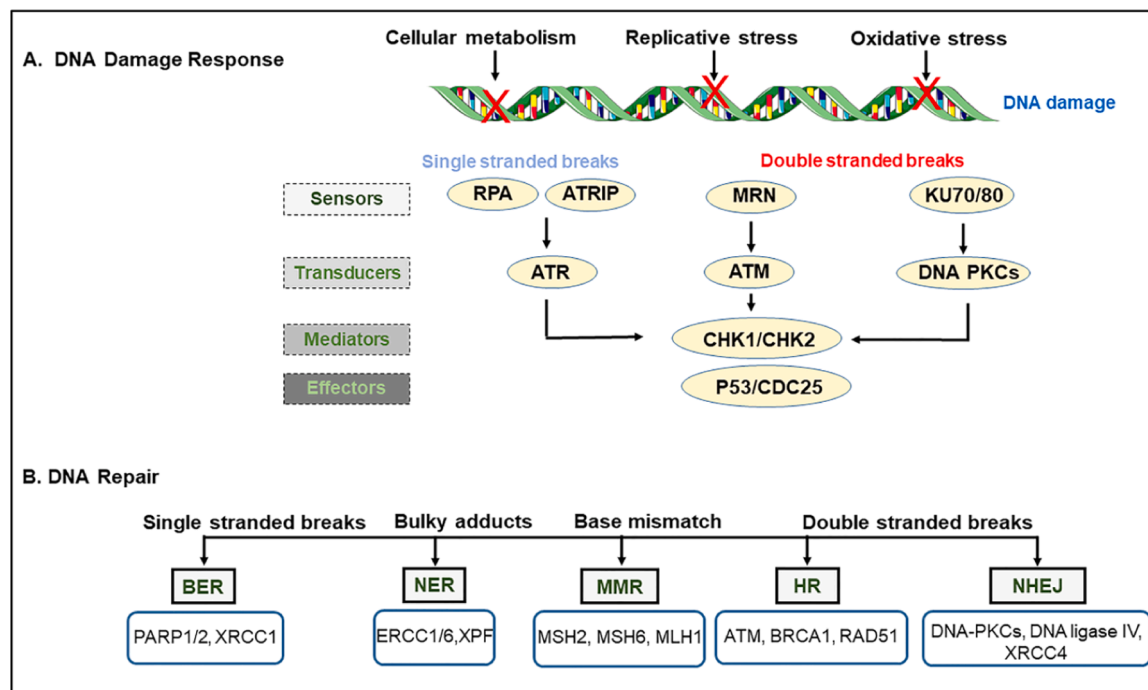 Cellular metabolism Replicative stress Oxidative stress
A. DNA Damage Response
DNA damage
Single stranded breaks Double stranded breaks
Sensors RPA ATRIP MRN KU70/80
Transducers ATR ATM DNA PKCs
Mediators CHK1/CHK2
Effectors P53/CDC25
B. DNA Repair
Single stranded breaks Bulky adducts Base mismatch Double stranded breaks
BER NER MMR HR NHEJ
PARP1/2, XRCC1 ERCC1/6,XPF MSH2, MSH6, MLH1 ATM, BRCA1, RAD51 DNA-PKCs, DNA ligase IV,
XRCC4